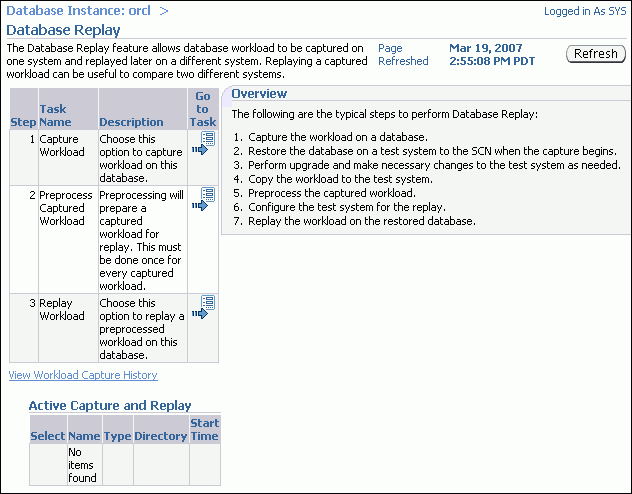 Database Instance: orcl >
Logged in As SYS
Database Replay
The Database Replay feature allows database workload to be captured on
one system and replayed later on a different system. Replaying a captured
workload can be useful to compare two different systems.
Page
Refreshed
Mar 19, 2007
2:55:08 PM PDT
Refresh
Step
Task
Name
Description
Go
to
Task
1
Capture
Workload
Choose this
option to capture
workload on this
database.
2
Preprocess
Captured
Workload
Preprocessing will
prepare a
captured
workload for
replay. This must
be done once for
every captured
workload.
3
Replay
Workload
Choose this
option to replay a
preprocessed
workload on this
database.
View Workload Capture History
Overview
The following are the typical steps to perform Database Replay:
1. Capture the workload on a database.
2. Restore the database on a test system to the SCN when the capture begins.
3. Perform upgrade and make necessary changes to the test system as needed.
4. Copy the workload to the test system.
5. Preprocess the captured workload.
6. Configure the test system for the replay.
7. Replay the workload on the restored database.
Active Capture and Replay
Select
Name
Type
Directory
Start
Time
No
items
found